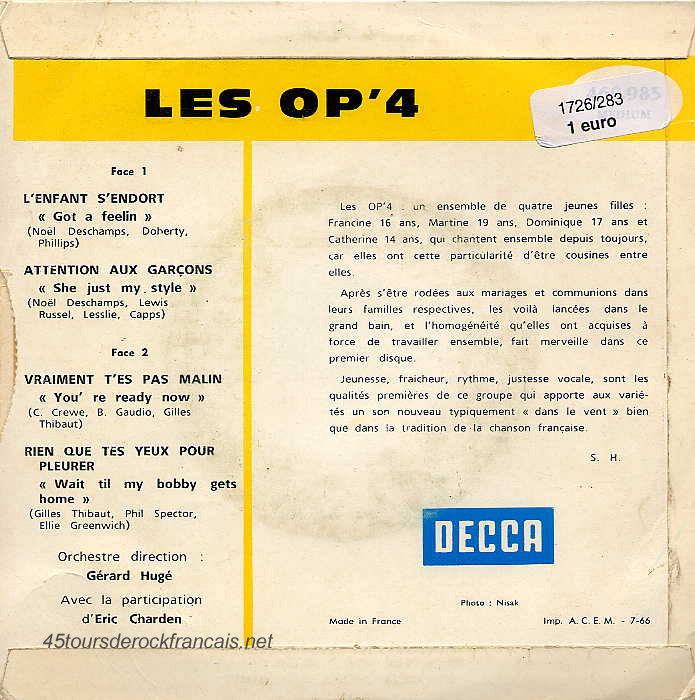 LES OP'4
985
1726/283
1 euro
Face 1
L'ENFANT S'ENDORT
« Got a feelin »
(Noël Deschamps, Doherty,
Phillips)
ATTENTION AUX GARÇONS
« She just my style »
(Noël Deschamps, Lewis
Russel, Lesslie, Capps)
Face 2
VRAIMENT T'ES PAS MALIN
« You' re ready now »
(C. Crewe, B. Gaudio, Gilles
Thibaut)
RIEN QUE TES YEUX POUR
PLEURER
« Wait til my bobby gets
home »
(Gilles Thibaut, Phil Spector,
Ellie Greenwich)
Orchestre direction :
Gérard Hugé
Avec la participation
d'Eric Charden
Les OP'4 : un ensemble de quatre jeunes filles :
Francine 16 ans, Martine 19 ans, Dominique 17 ans et
Catherine 14 ans, qui chantent ensemble depuis toujours,
car elles ont cette particularité d'être cousines entre
elles.
Après s'être rodées aux mariages et communions dans
leurs familles respectives, les voilà lancées dans le
grand bain, et l'homogénéité qu'elles ont acquises à
force de travailler ensemble, fait merveille dans ce
premier disque.
Jeunesse, fraicheur, rythme, justesse vocale, sont les
qualités premières de ce groupe qui apporte aux varié-
tés un son nouveau typiquement « dans le vent » bien
que dans la tradition de la chanson française.
S. H.
DECCA
Photo : Nisak
Made in France
Imp. A. C. E. M. - 7-66
45toursderockfrancais.net